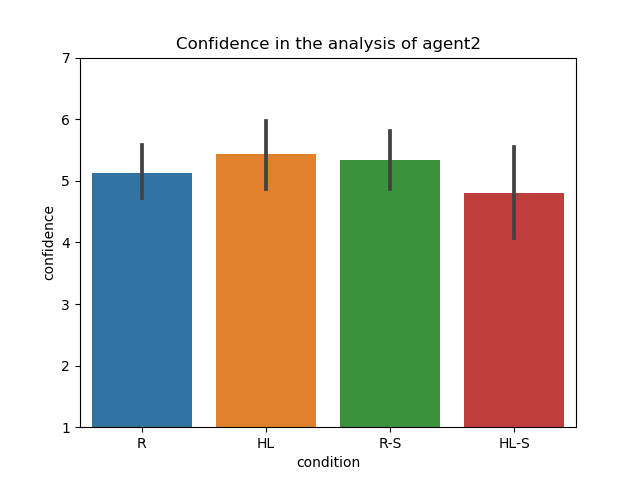 Confidence in the analysis of agent2
7
6
5
4
3
2
1
confidence
R
HL
R-S
HL-S
condition